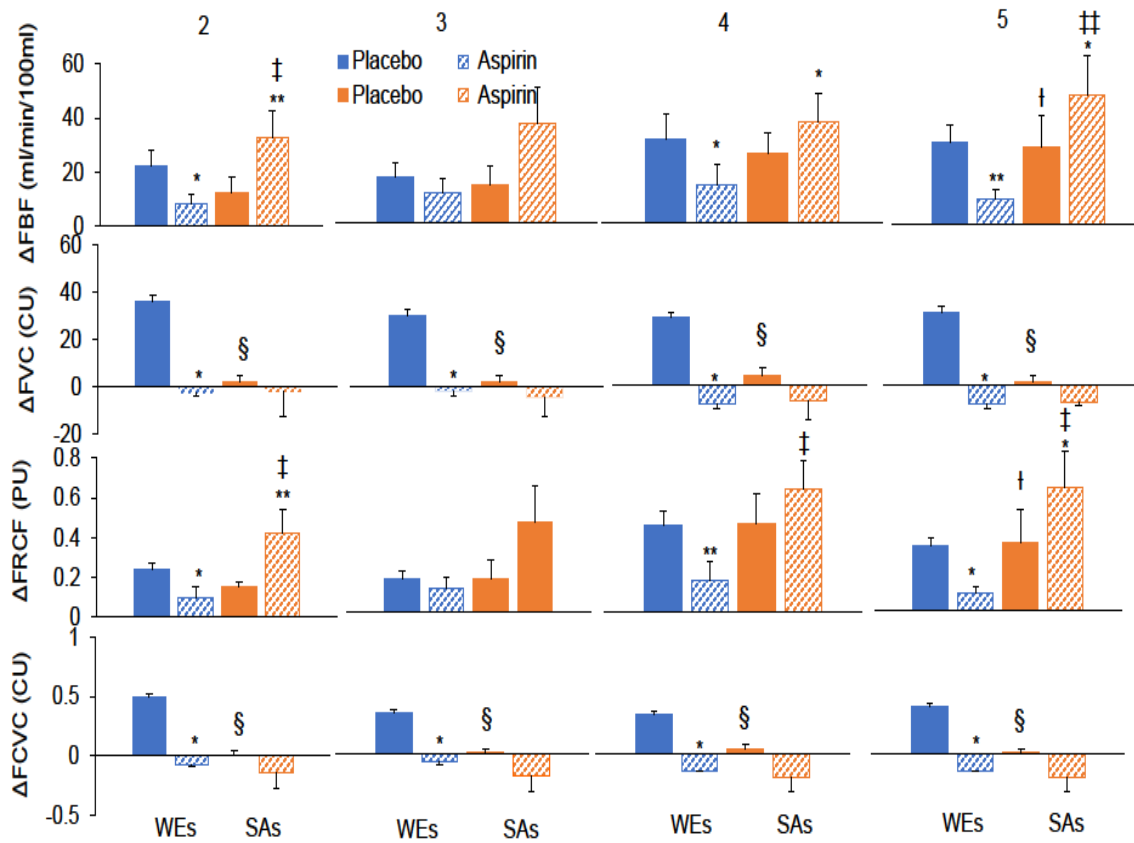 2 3 4 5
Placebo Aspirin
Placebo Aspirin
ΔFBF (ml/min/100ml)
60
40
20
0
‡
**
*
*
*
‡‡
*
ƚ
**
ΔFVC (CU)
60
40
20
0
-20
§ § § §
* * * *
ΔFRCF (PU)
0.8
0.6
0.4
0.2
0
‡
**
*
‡
**
‡
*
ƚ
*
ΔFCVC (CU)
1
0.5
0
-0.5
§ § § §
* * * *
WEs SAs WEs SAs WEs SAs WEs SAs